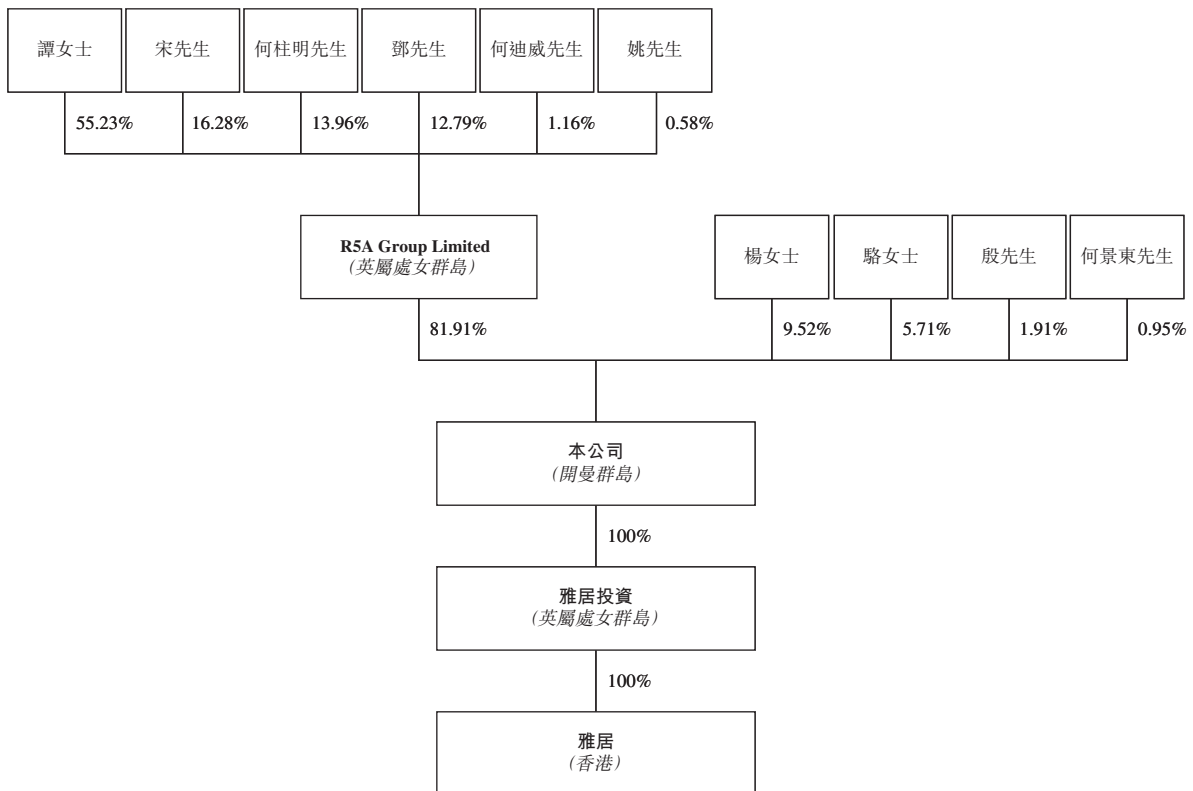 譚女士
宋先生
何柱明先生
鄧先生
何迪威先生
姚先生
55.23%
16.28%
13.96%
12.79%
1.16%
0.58%
R5A Group Limited
(英屬處女群島)
楊女士
駱女士
殷先生
何景東先生
81.91%
9.52%
5.71%
1.91%
0.95%
本公司
(開曼群島)
100%
雅居投資
(英屬處女群島)
100%
雅居
(香港)